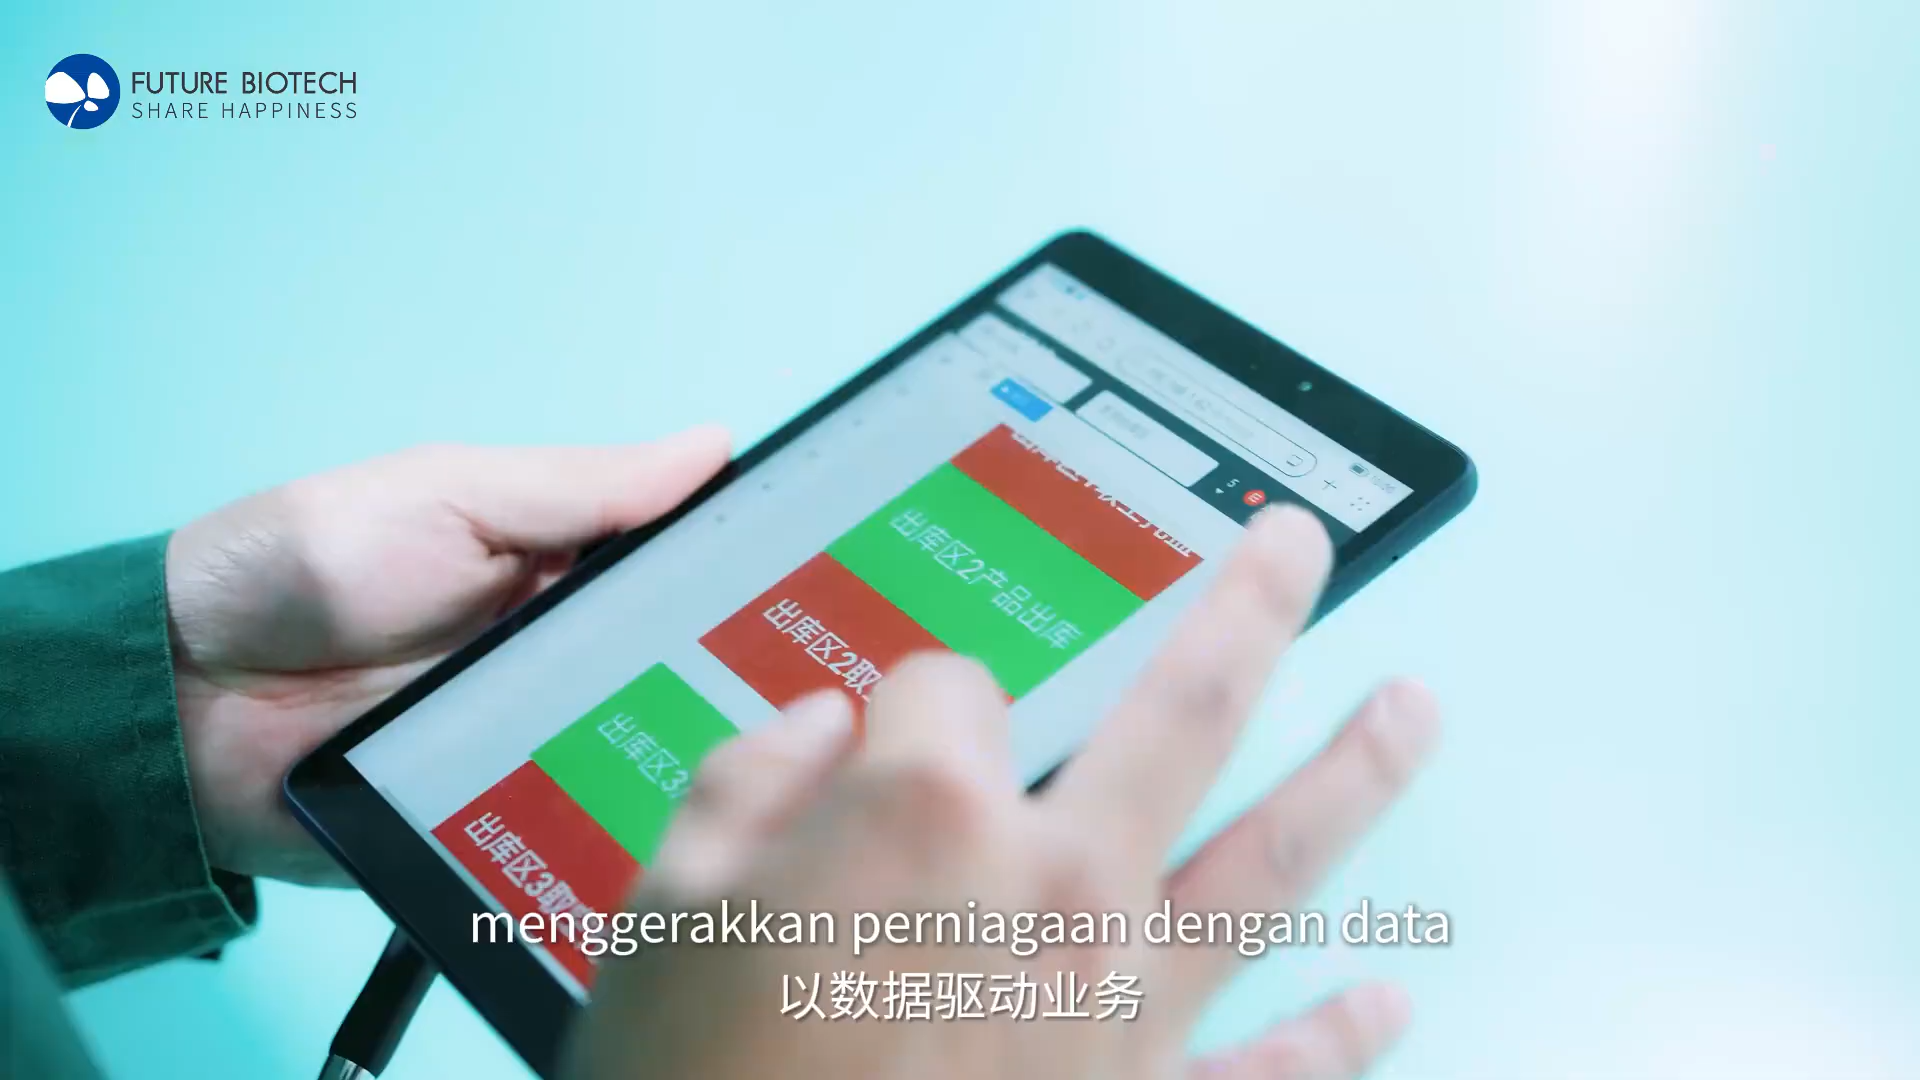 FUTURE BIOTECH
SHARE HAPPINESS
5
出库区2产品出库
出库区2取
出库区3
出库区3取
menggerakkan perniagaan dengan data
以数据驱动业务